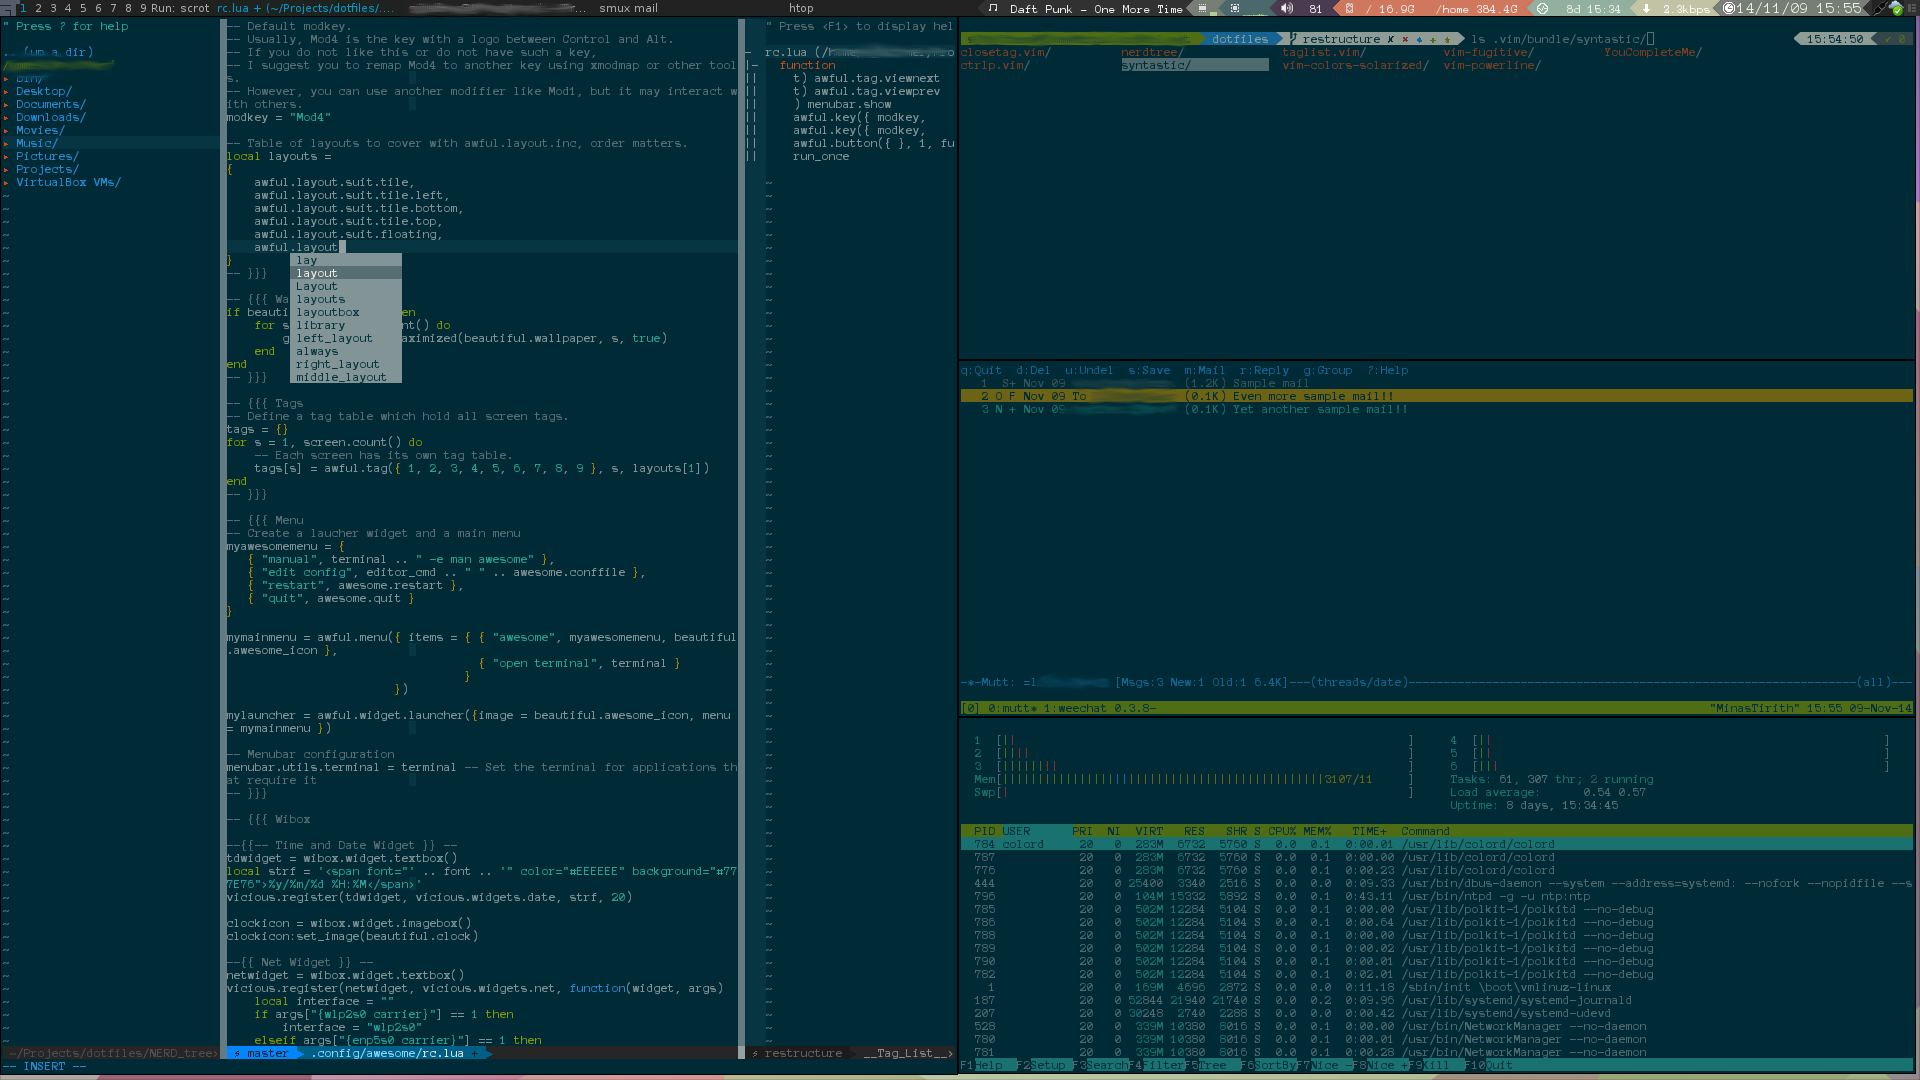 1 2 3 4 5 6 7 8 9 Run: scrot rc.lua + (~/Projects/dotfiles/.... smux mail htop Daft Punk - One More Time 81 / 16.9G /home 384.4G 8d 15:34 2.3kbps 14/11/09 15:55
" Press ? for help
.. (up a dir)
Desktop/
Documents/
Downloads/
Movies/
Music/
Pictures/
Projects/
VirtualBox VMs/
~/Projects/dotfiles/NERD_tree>
-- INSERT --
-- Default modkey.
-- Usually, Mod4 is the key with a logo between Control and Alt.
-- If you do not like this or do not have such a key,
-- I suggest you to remap Mod4 to another key using xmodmap or other tool
s.
-- However, you can use another modifier like Mod1, but it may interact w
ith others.
modkey = "Mod4"
-- Table of layouts to cover with awful.layout.inc, order matters.
local layouts =
{
awful.layout.suit.tile,
awful.layout.suit.tile.left,
awful.layout.suit.tile.bottom,
awful.layout.suit.tile.top,
awful.layout.suit.floating,
awful.layout
}
lay
-- }}} layout
Layout
-- {{{ Wa layouts
if beauti layoutbox en
for s library nt() do
g left_layout aximized(beautiful.wallpaper, s, true)
end always
end right_layout
-- }}} middle_layout
-- {{{ Tags
-- Define a tag table which hold all screen tags.
tags = {}
for s = 1, screen.count() do
-- Each screen has its own tag table.
tags[s] = awful.tag({ 1, 2, 3, 4, 5, 6, 7, 8, 9 }, s, layouts[1])
end
-- }}}
-- {{{ Menu
-- Create a laucher widget and a main menu
myawesomemenu = {
{ "manual", terminal .. " -e man awesome" },
{ "edit config", editor_cmd .. " " .. awesome.conffile },
{ "restart", awesome.restart },
{ "quit", awesome.quit }
}
mymainmenu = awful.menu({ items = { { "awesome", myawesomemenu, beautiful
.awesome_icon },
{ "open terminal", terminal }
}
})
mylauncher = awful.widget.launcher({image = beautiful.awesome_icon, menu
= mymainmenu })
-- Menubar configuration
menubar.utils.terminal = terminal -- Set the terminal for applications th
at require it
-- }}}
-- {{{ Wibox
--{{-- Time and Date Widget }} --
tdwidget = wibox.widget.textbox()
local strf = '<span font="' .. font .. '" color="#EEEEEE" background="#77
7E76">%y/%m/%d %H:%M</span>'
vicious.register(tdwidget, vicious.widgets.date, strf, 20)
clockicon = wibox.widget.imagebox()
clockicon:set_image(beautiful.clock)
--{{ Net Widget }} --
netwidget = wibox.widget.textbox()
vicious.register(netwidget, vicious.widgets.net, function(widget, args)
local interface = ""
if args["{wlp2s0 carrier}"] == 1 then
interface = "wlp2s0"
elseif args["{enp5s0 carrier}"] == 1 then
master .config/awesome/rc.lua +
" Press <F1> to display hel
rc.lua (/
function
t) awful.tag.viewnext
t) awful.tag.viewprev
) menubar.show
awful.key({ modkey,
awful.key({ modkey,
awful.button({ }, 1, fu
run_once
restructure __Tag_List__>
dotfiles restructure ls .vim/bundle/syntastic/ 15:54:50 0
closetag.vim/ nerdtree/ taglist.vim/ vim-fugitive/ YouCompleteMe/
ctrlp.vim/ syntastic/ vim-colors-solarized/ vim-powerline/
q:Quit d:Del u:Undel s:Save m:Mail r:Reply g:Group ?:Help
1 S+ Nov 09 (1.2K) Sample mail
2 O F Nov 09 To (0.1K) Even more sample mail!!
3 N + Nov 09 (0.1K) Yet another sample mail!!
-*-Mutt: = [Msgs:3 New:1 Old:1 6.4K]---(threads/date)---(all)---
[0] 0:mutt* 1:weechat 0.3.8- "MinasTirith" 15:55 09-Nov-14
1 [|| ] 4 [|| ]
2 [|||| ] 5 [|| ]
3 [|||||||| ] 6 [||| ]
Mem[ 3107/11 ] Tasks: 61, 307 thr; 2 running
Swp[| ] Load average: 0.54 0.57
Uptime: 8 days, 15:34:45
PID USER PRI NI VIRT RES SHR S CPU% MEM% TIME+ Command
784 colord 20 0 283M 6732 5760 S 0.0 0.1 0:00.01 /usr/lib/colord/colord
787 20 0 283M 6732 5760 S 0.0 0.1 0:00.00 /usr/lib/colord/colord
776 20 0 283M 6732 5760 S 0.0 0.1 0:00.23 /usr/lib/colord/colord
444 20 0 25400 3340 2516 S 0.0 0.0 0:09.33 /usr/bin/dbus-daemon --system --address=systemd: --nofork --nopidfile --s
796 20 0 104M 15332 5892 S 0.0 0.1 0:43.11 /usr/bin/ntpd -g -u ntp:ntp
785 20 0 502M 12284 5104 S 0.0 0.1 0:00.00 /usr/lib/polkit-1/polkitd --no-debug
786 20 0 502M 12284 5104 S 0.0 0.1 0:00.64 /usr/lib/polkit-1/polkitd --no-debug
788 20 0 502M 12284 5104 S 0.0 0.1 0:00.00 /usr/lib/polkit-1/polkitd --no-debug
789 20 0 502M 12284 5104 S 0.0 0.1 0:00.02 /usr/lib/polkit-1/polkitd --no-debug
790 20 0 502M 12284 5104 S 0.0 0.1 0:00.00 /usr/lib/polkit-1/polkitd --no-debug
782 20 0 502M 12284 5104 S 0.0 0.1 0:02.01 /usr/lib/polkit-1/polkitd --no-debug
1 20 0 169M 4696 2872 S 0.0 0.1 0:11.18 /sbin/init \boot\vmlinuz-linux
187 20 0 52844 21940 21740 S 0.0 0.2 0:09.96 /usr/lib/systemd/systemd-journald
207 20 0 30248 2740 2288 S 0.0 0.0 0:00.42 /usr/lib/systemd/systemd-udevd
528 20 0 339M 10380 8016 S 0.0 0.1 0:00.00 /usr/bin/NetworkManager --no-daemon
780 20 0 339M 10380 8016 S 0.0 0.1 0:00.00 /usr/bin/NetworkManager --no-daemon
781 20 0 339M 10380 8016 S 0.0 0.1 0:00.28 /usr/bin/NetworkManager --no-daemon
F1Help F2Setup F3SearchF4FilterF5Tree F6SortByF7Nice -F8Nice +F9Kill F10Quit